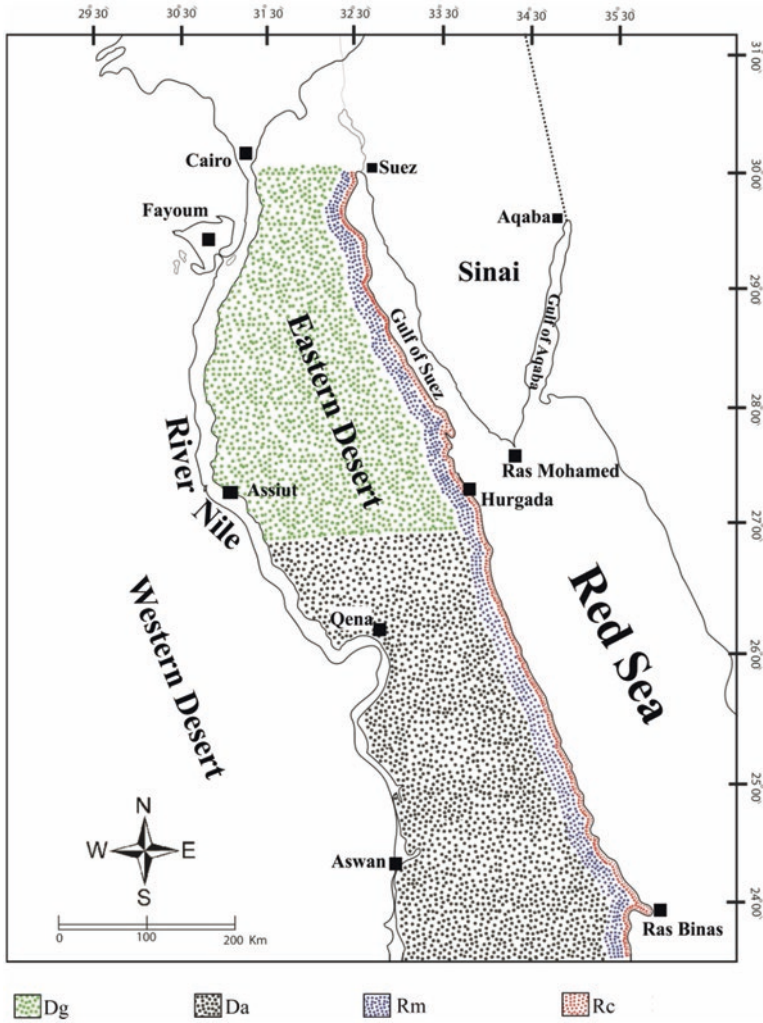 29 30 30 30 31 30 32 30 33 30 34 30 35 30
31°00'
Cairo
Suez
30°00'
Fayoum
Aqaba
Sinai
29°00'
Gulf of Aqaba
Gulf of Suez
Eastern Desert
28°00'
River Nile
Ras Mohamed
Assiut
Hurgada
27°00'
Red Sea
Western Desert
Qena
26°00'
25°00'
N
W E
S
Aswan
24°00'
Ras Binas
0 100 200 Km
Dg Da Rm Rc